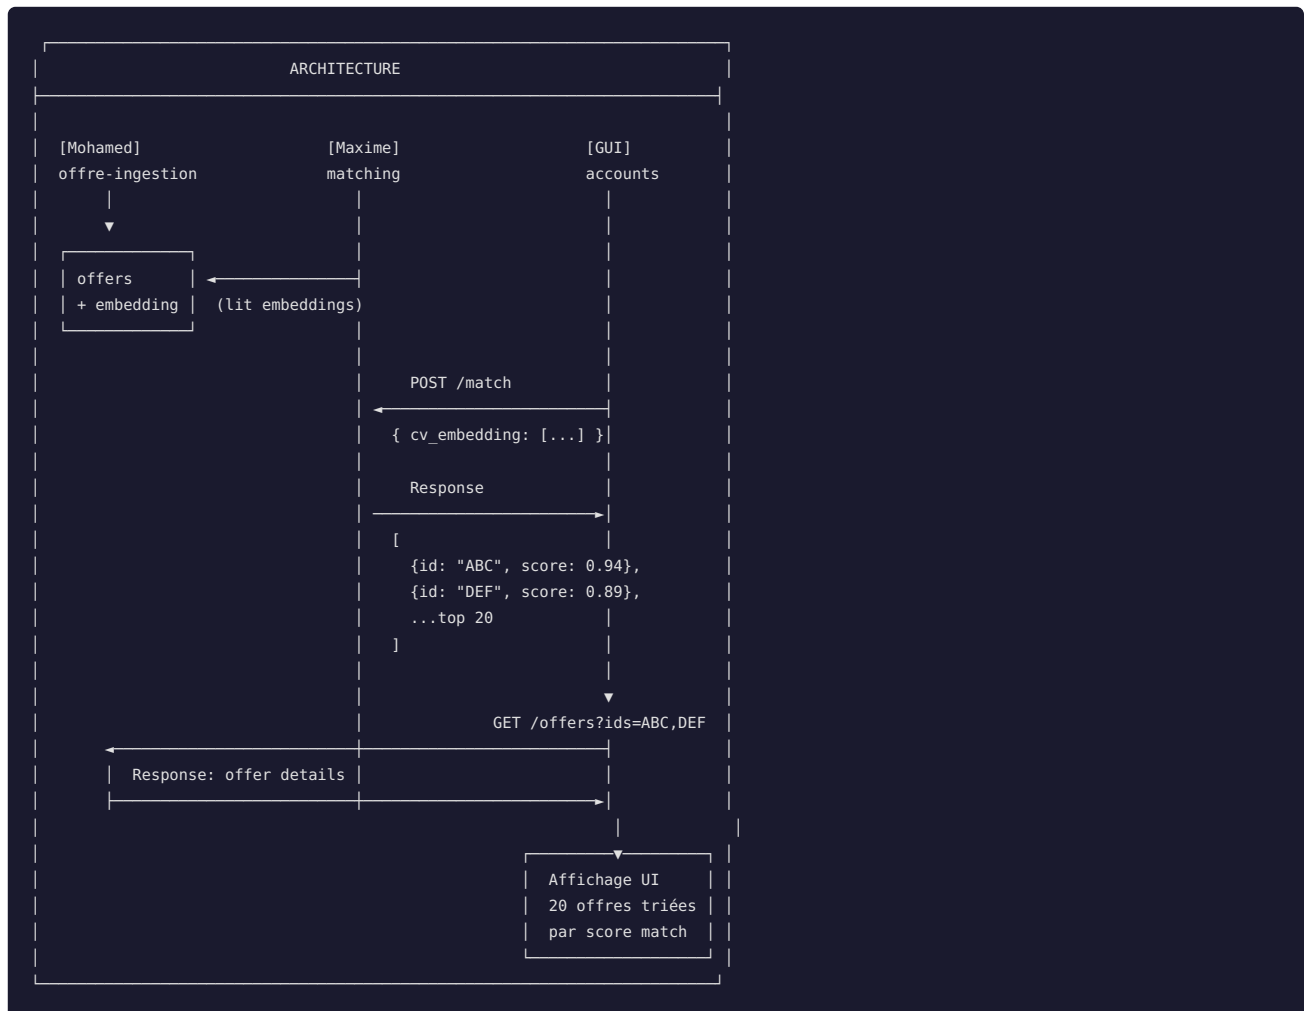 ARCHITECTURE
[Mohamed] [Maxime] [GUI]
offre-ingestion matching accounts
offers
+ embedding (lit embeddings)
POST /match
{ cv_embedding: [...] }
Response
[
{id: "ABC", score: 0.94},
{id: "DEF", score: 0.89},
...top 20
]
GET /offers?ids=ABC,DEF
Response: offer details
Affichage UI
20 offres triées
par score match